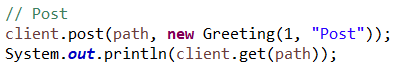 // Post
client.post(path, new Greeting(1, "Post"));
System.out.println(client.get(path));